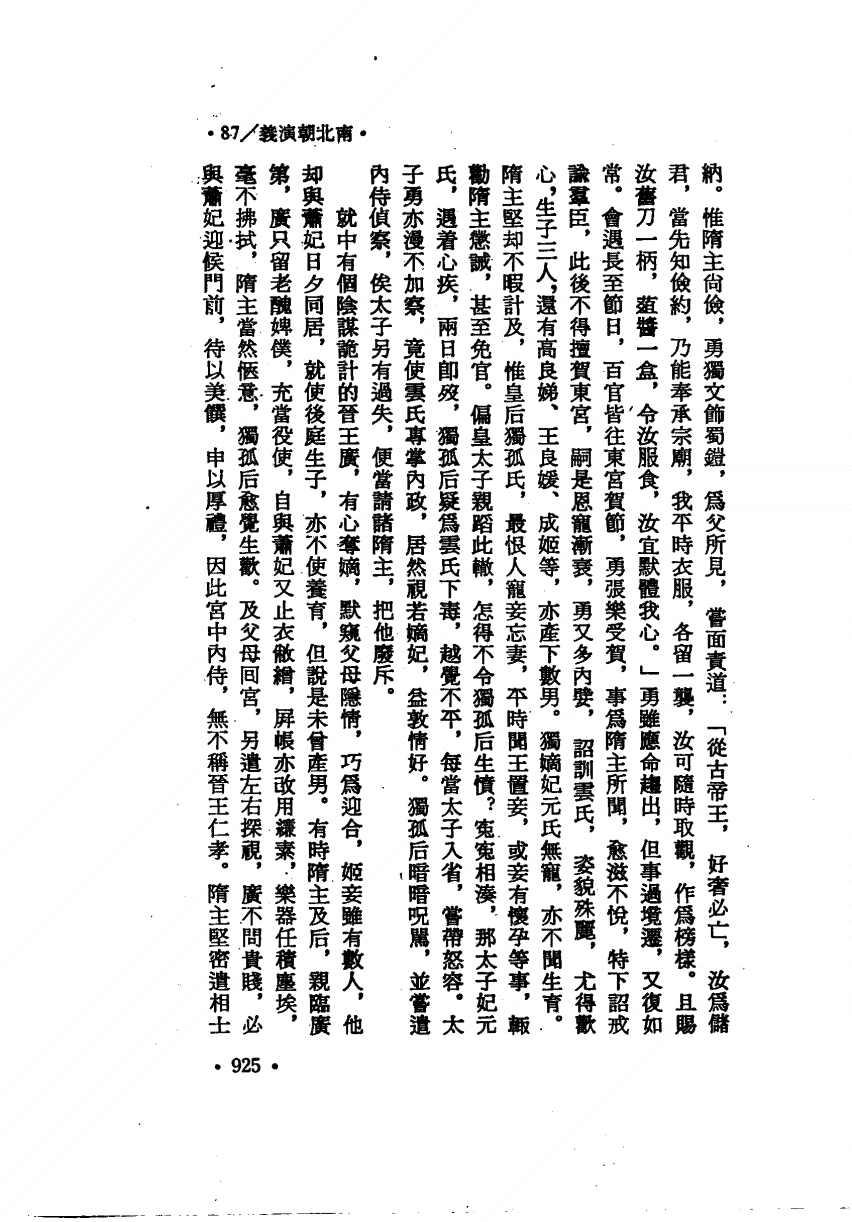 •87／義演朝北南•
納。惟隋主尙儉，勇獨文飾蜀鎧，爲父所見，嘗面責道：「從古帝王，好奢必亡，汝爲儲
君，當先知儉約，乃能奉承宗廟，我平時衣服，各留一襲，汝可隨時取觀，作爲榜樣。且賜
汝舊刀一柄，葅醬一盒，令汝服食，汝宜默體我心。」勇雖應命趨出，但事過境遷，又復如
常。會遇長至節日，百官皆往東宮賀節，勇張樂受賀，事爲隋主所聞，愈滋不悅，特下詔戒
諭羣臣，此後不得擅賀東宮，嗣是恩寵漸衰，勇又多內嬖，詔訓雲氏，姿貌殊麗，尤得歡
心，生子三人，還有高良娣、王良媛、成姬等，亦產下數男。獨嫡妃元氏無寵，亦不聞生育。
隋主堅却不暇計及，惟皇后獨孤氏，最恨人寵妾忘妻，平時聞王置妾，或妾有懷孕等事，輒
勸隋主懲誡，甚至免官。偏皇太子親蹈此轍，怎得不令獨孤后生憤？寃寃相湊，那太子妃元
氏，遇着心疾，兩日卽歿，獨孤后疑爲雲氏下毒，越覺不平，每當太子入省，嘗帶怒容。太
子勇亦漫不加察，竟使雲氏專掌內政，居然視若嫡妃，益敦情好。獨孤后暗暗呪駡，並嘗遣
內侍偵察，俟太子另有過失，便當請諸隋主，把他廢斥。
就中有個陰謀詭計的晉王廣，有心奪嫡，默窺父母隱情，巧爲迎合，姬妾雖有數人，他
却與蕭妃日夕同居，就使後庭生子，亦不使養育，但說是未曾產男。有時隋主及后，親臨廣
第，廣只留老醜婢僕，充當役使，自與蕭妃又止衣敝繒，屏帳亦改用縑素，樂器任積塵埃，
毫不拂拭，隋主當然愜意，獨孤后愈覺生歡。及父母回宮，另遣左右探視，廣不問貴賤，必
與蕭妃迎候門前，待以美饌，申以厚禮，因此宮中內侍，無不稱晉王仁孝。隋主堅密遣相士
•925•